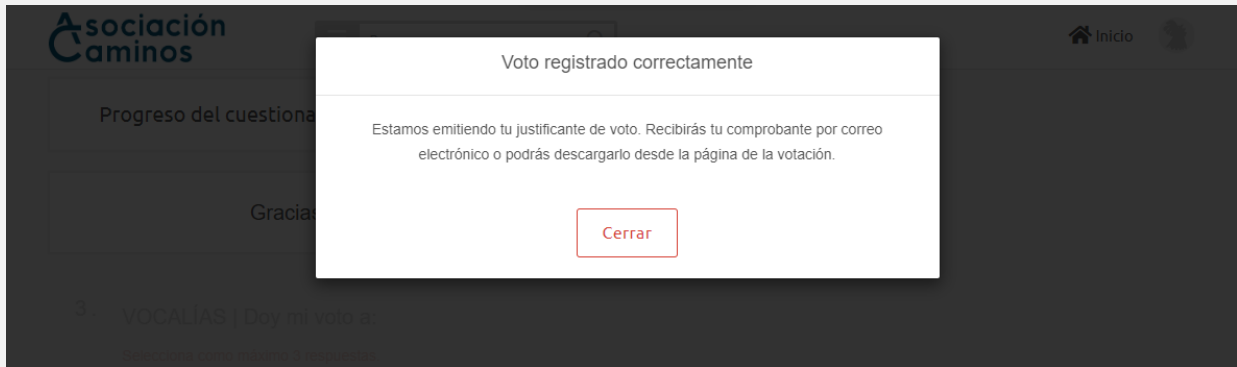 Asociación
Caminos
Inicio
Voto registrado correctamente
Progreso del cuestiona
Estamos emitiendo tu justificante de voto. Recibirás tu comprobante por correo
electrónico o podrás descargarlo desde la página de la votación.
Gracias
Cerrar
3.
VOCALÍAS | Doy mi voto a: